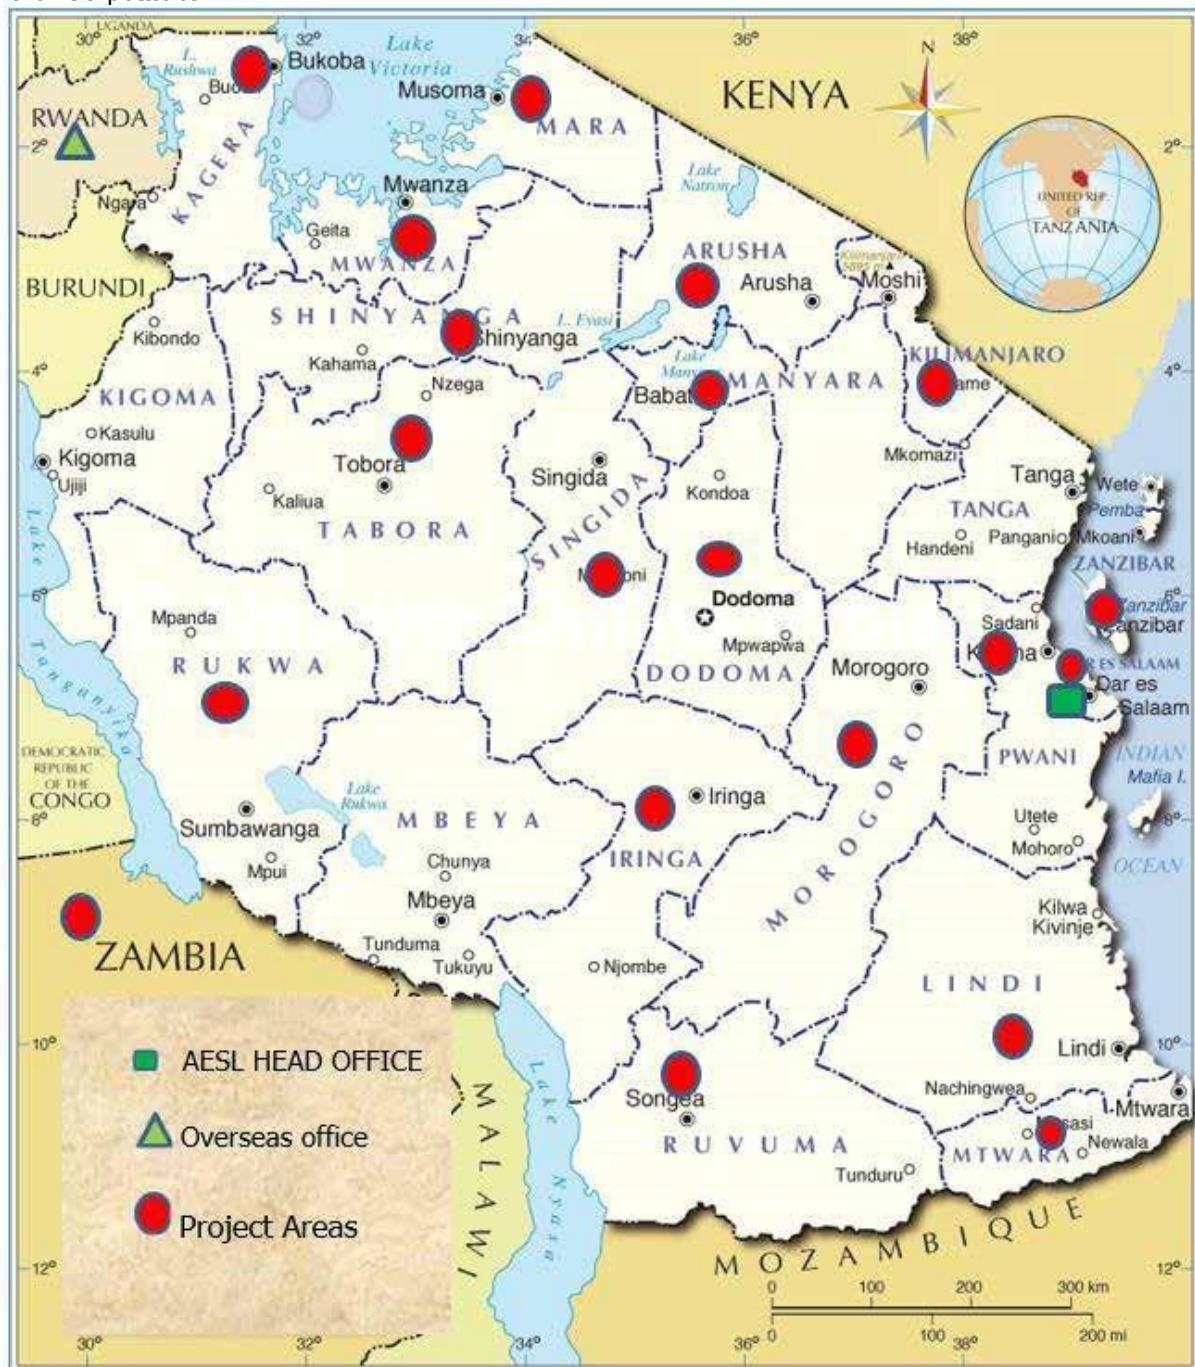 UGANDA
30°
32°
34°
36°
38°
Lake
Victoria
L.
Rushwa
Bukoba
Musoma
MARA
KENYA
N
RWANDA
2°
2°
KAGERA
Lake
Natron
UNITED REP.
OF
TANZANIA
Ngara
Mwanza
Geita
MWANZA
ARUSHA
Arusha
Moshi
BURUNDI
SHINYANGA
Shinyanga
L. Eyasi
Kibondo
Kahama
Lake
KILIMANJARO
4°
4°
Nzega
MANYARA
KIGOMA
Kasulu
Kigoma
Ujiji
Tobora
Kaliua
TABORA
Singida
SINGIDA
Kondoa
Mkomazi
Tanga
Wete
Pemba
TANGA
Handeni
Pangani
Mkoani
ZANZIBAR
6°
6°
Zanzibar
Zanzibar
Mpanda
RUKWA
Dodoma
Mpwapwa
DODOMA
Sadani
Morogoro
ES SALAAM
Dar es
Salaam
Lake Tanganyika
DEMOCRATIC
REPUBLIC
OF THE
CONGO
PWANI
INDIAN
Mafia I.
Lake
Rukwa
MBEYA
Iringa
IRINGA
MOROGORO
8°
8°
Sumbawanga
Mpui
Chunya
Mbeya
Utete
Mohoro
OCEAN
Kilwa
Kivinje
ZAMBIA
Tunduma
Tukuyu
Njombe
LINDI
10°
10°
AESL HEAD OFFICE
Overseas office
Project Areas
MALAWI
Lake Nyasa
Songea
RUVUMA
Lindi
Nachingwea
Mtwara
Newala
MTWARA
Tunduru
MOZAMBIQUE
12°
12°
0 100 200 300 km
0 100 200 mi
30°
32°
34°
36°
38°